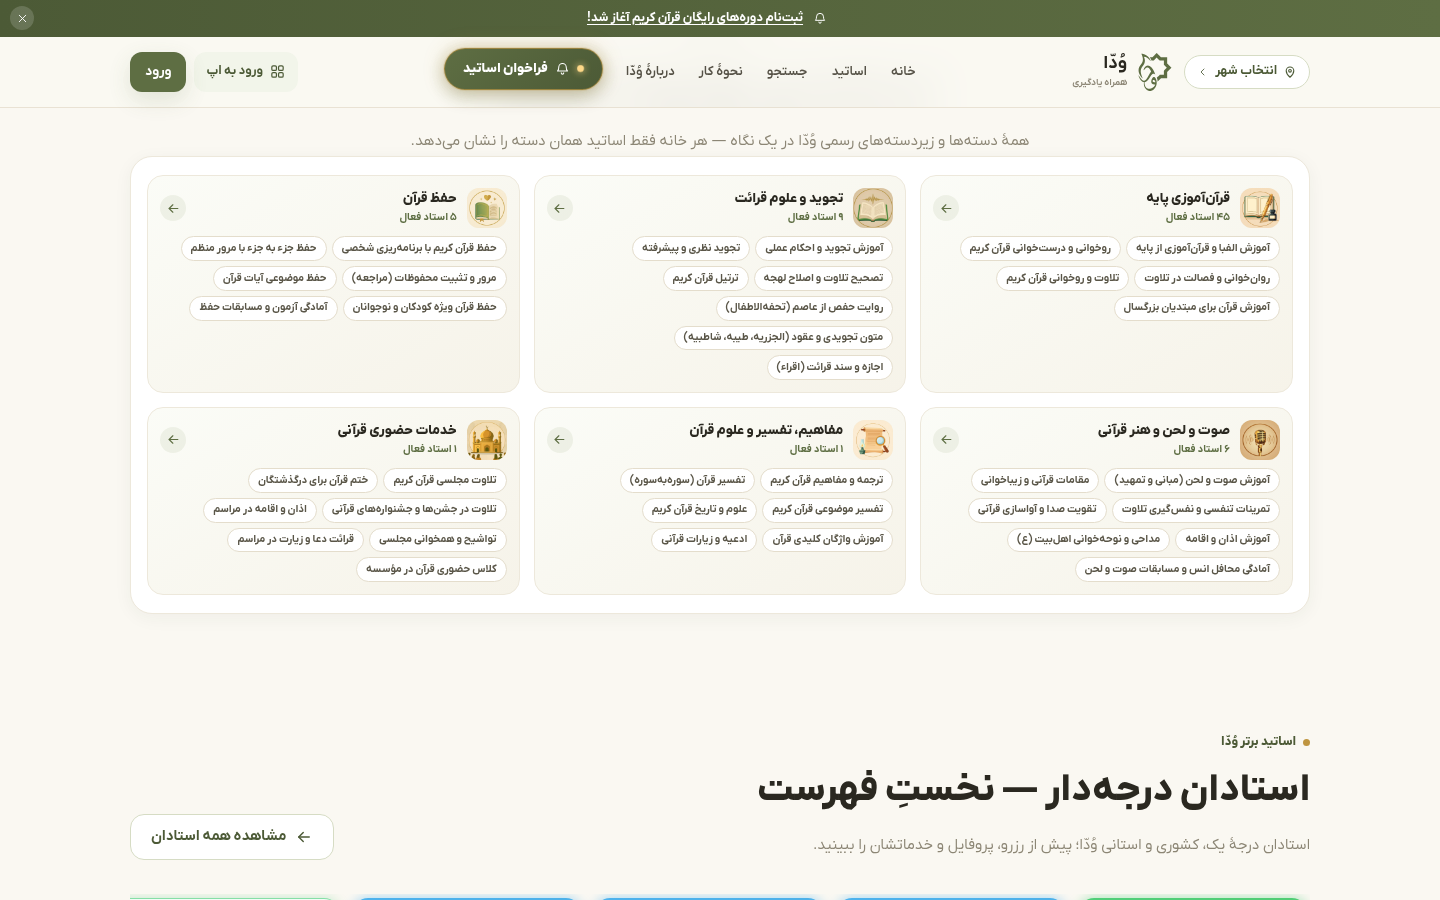 ثبت‌نام دوره‌های رایگان قرآن کریم آغاز شد!
انتخاب شهر
وُدّا
همراه یادگیری
خانه
اساتید
جستجو
نحوهٔ کار
دربارهٔ وُدّا
فراخوان اساتید
ورود به اپ
ورود
همهٔ دسته‌ها و زیردسته‌های رسمی وُدّا در یک نگاه — هر خانه فقط اساتید همان دسته را نشان می‌دهد.
قرآن‌آموزی پایه
۴۵ استاد فعال
آموزش الفبا و قرآن‌آموزی از پایه
روخوانی و درست‌خوانی قرآن کریم
روان‌خوانی و فصالت در تلاوت
تلاوت و روخوانی قرآن کریم
آموزش قرآن برای مبتدیان بزرگسال
تجوید و علوم قرائت
۹ استاد فعال
آموزش تجوید و احکام عملی
تجوید نظری و پیشرفته
تصحیح تلاوت و اصلاح لهجه
ترتیل قرآن کریم
روایت حفص از عاصم (تحفه‌الاطفال)
متون تجویدی و عقود (الجزریه، طیبه، شاطبیه)
اجازه و سند قرائت (اقراء)
حفظ قرآن
۵ استاد فعال
حفظ قرآن کریم با برنامه‌ریزی شخصی
حفظ جزء به جزء با مرور منظم
مرور و تثبیت محفوظات (مراجعه)
حفظ موضوعی آیات قرآن
حفظ قرآن ویژه کودکان و نوجوانان
آمادگی آزمون و مسابقات حفظ
صوت و لحن و هنر قرآنی
۶ استاد فعال
آموزش صوت و لحن (مبانی و تمهید)
مقامات قرآنی و زیباخوانی
تمرینات تنفسی و نفس‌گیری تلاوت
تقویت صدا و آواسازی قرآنی
آموزش اذان و اقامه
مداحی و نوحه‌خوانی اهل‌بیت (ع)
آمادگی محافل انس و مسابقات صوت و لحن
مفاهیم، تفسیر و علوم قرآن
۱ استاد فعال
ترجمه و مفاهیم قرآن کریم
تفسیر قرآن (سوره‌به‌سوره)
تفسیر موضوعی قرآن کریم
علوم و تاریخ قرآن کریم
آموزش واژگان کلیدی قرآن
ادعیه و زیارات قرآنی
خدمات حضوری قرآنی
۱ استاد فعال
تلاوت مجلسی قرآن کریم
ختم قرآن برای درگذشتگان
تلاوت در جشن‌ها و جشنواره‌های قرآنی
اذان و اقامه در مراسم
تواشیح و همخوانی مجلسی
قرائت دعا و زیارت در مراسم
کلاس حضوری قرآن در مؤسسه
اساتید برتر وُدّا
استادان درجه‌دار — نخستِ فهرست
استادان درجهٔ یک، کشوری و استانی وُدّا؛ پیش از رزرو، پروفایل و خدماتشان را ببینید.
مشاهده همه استادان